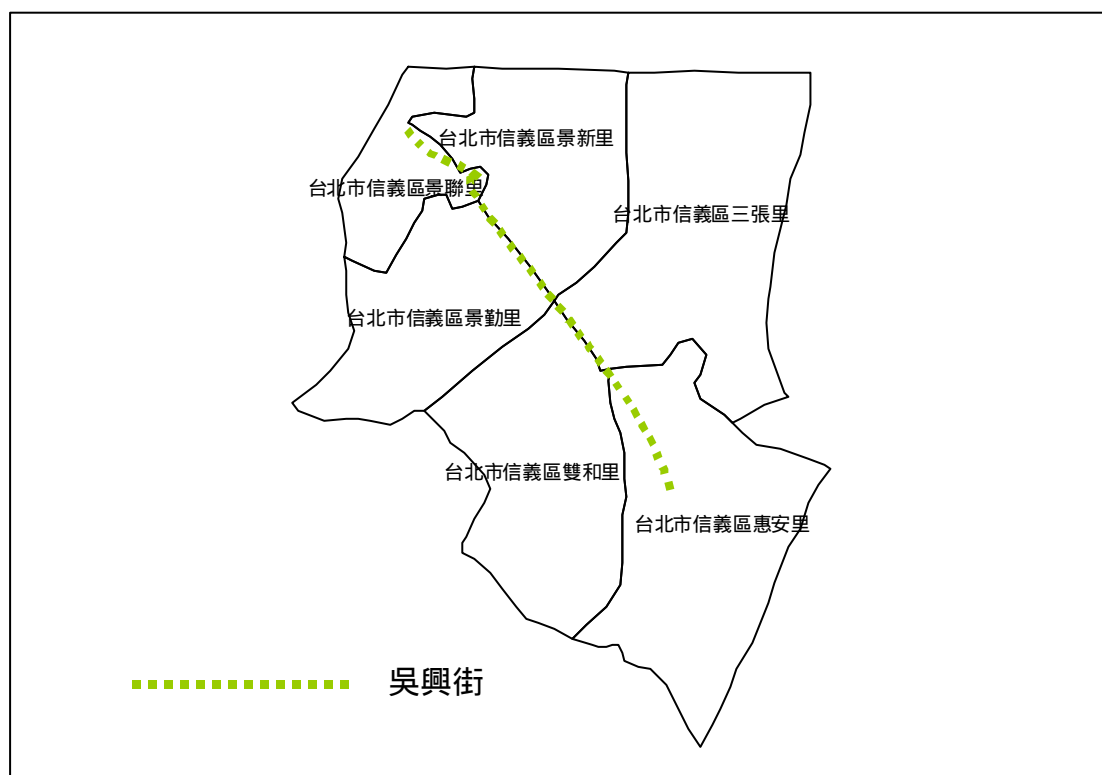 台北市信義區景新里
台北市信義區景聯里
台北市信義區三張里
台北市信義區景勤里
台北市信義區雙和里
台北市信義區惠安里
吳興街